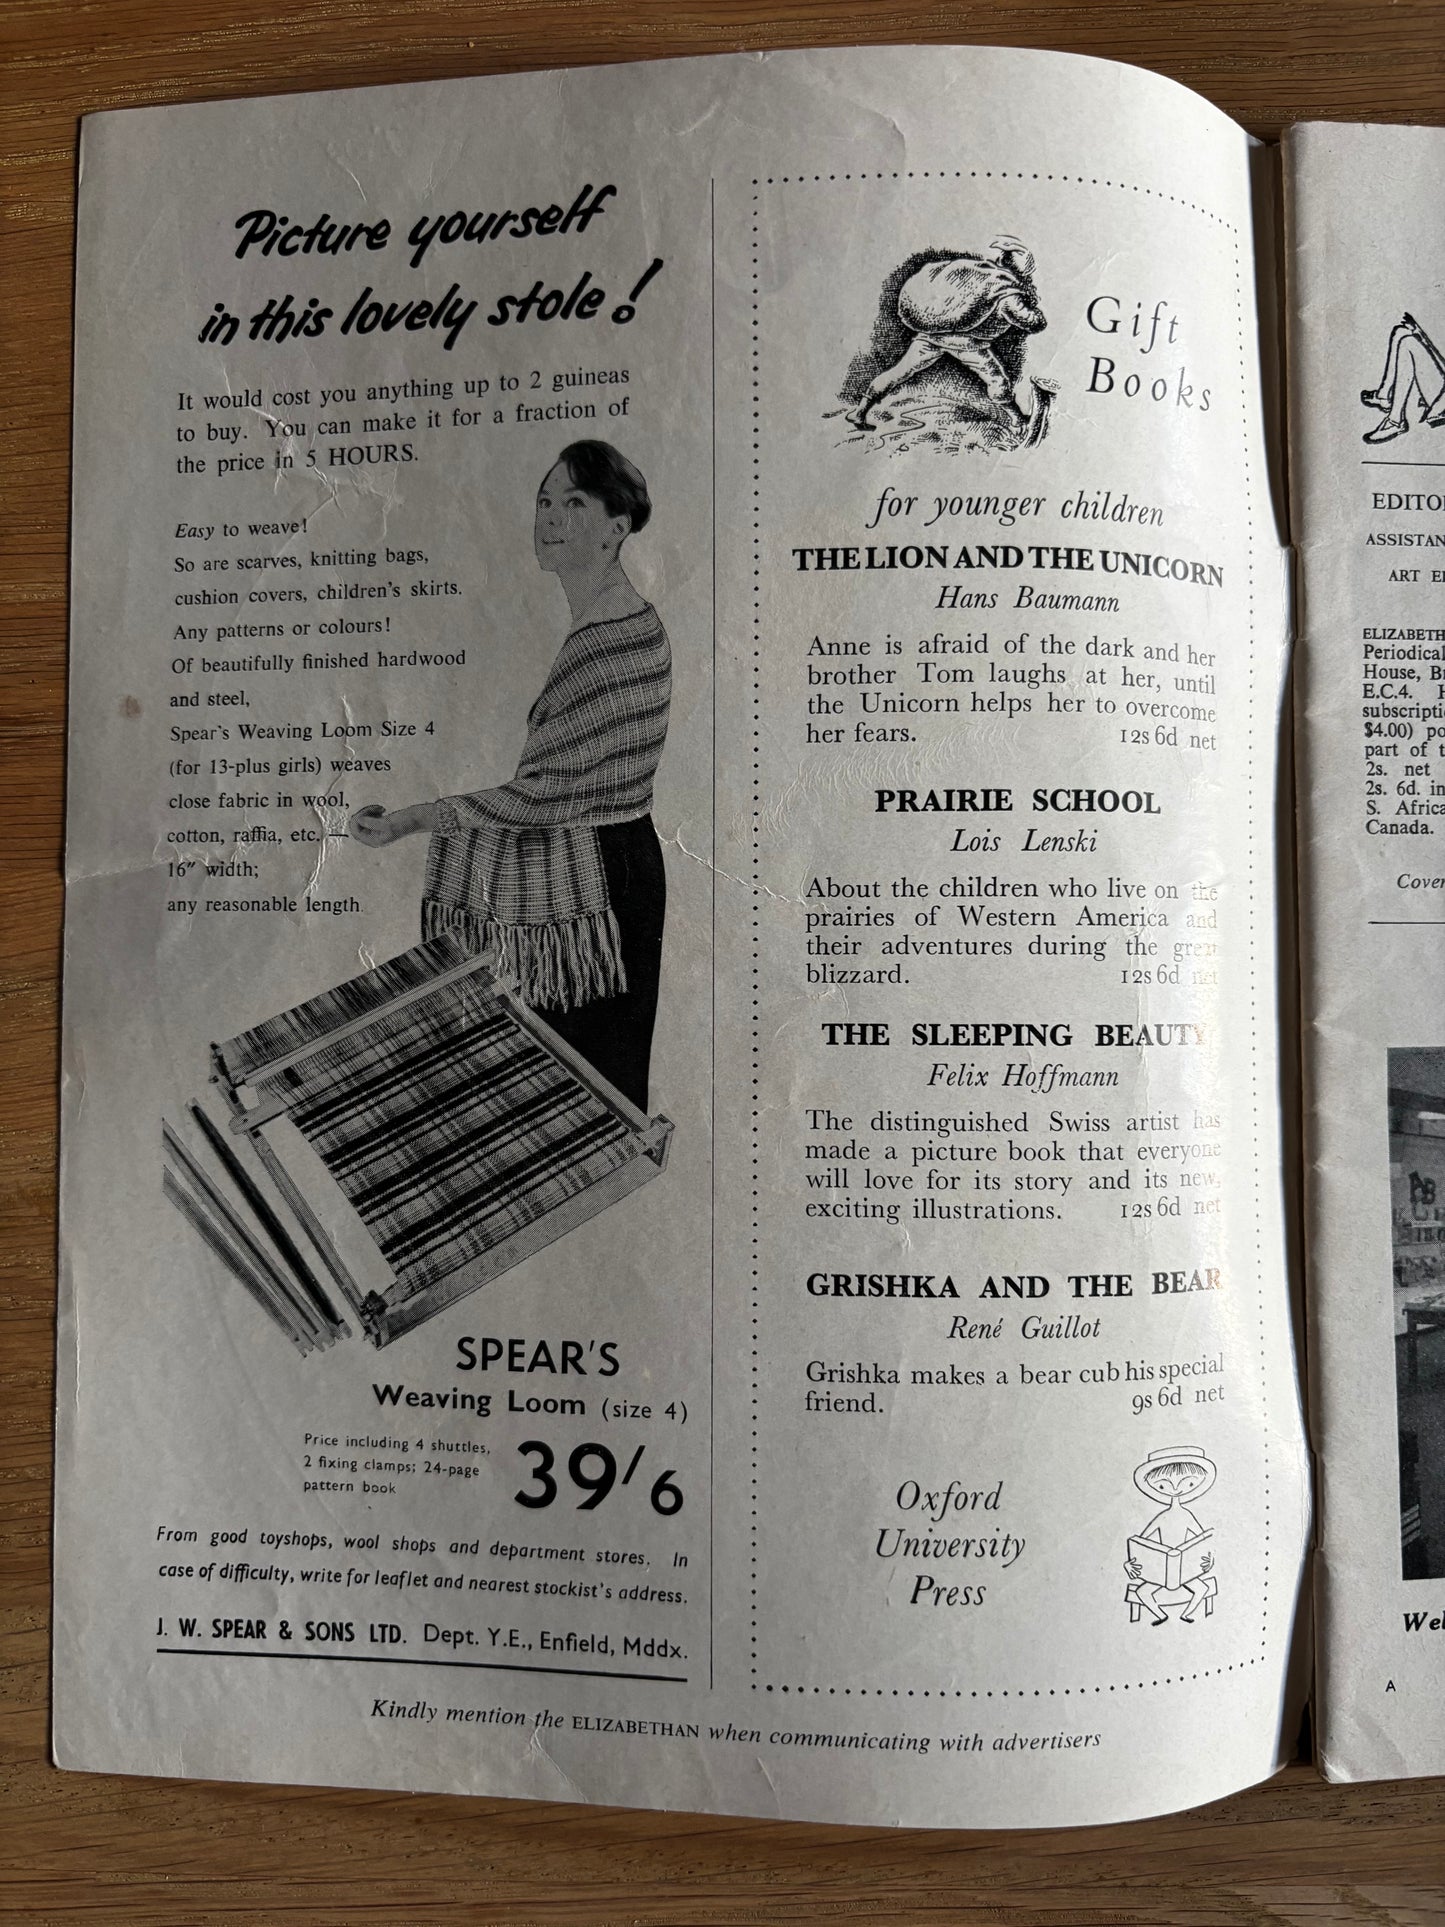 Picture yourself
in this lovely stole!
It would cost you anything up to 2 guineas
to buy. You can make it for a fraction of
the price in 5 HOURS.
Easy to weave!
So are scarves, knitting bags,
cushion covers, children's skirts.
Any patterns or colours!
Of beautifully finished hardwood
and steel,
Spear's Weaving Loom Size 4
(for 13-plus girls) weaves
close fabric in wool,
cotton, raffia, etc. —
16" width;
any reasonable length.
SPEAR'S
Weaving Loom (size 4)
Price including 4 shuttles,
2 fixing clamps; 24-page
pattern book
39/6
From good toyshops, wool shops and department stores. In
case of difficulty, write for leaflet and nearest stockist's address.
J. W. SPEAR & SONS LTD. Dept. Y.E., Enfield, Mddx.
Gift
Books
for younger children
THE LION AND THE UNICORN
Hans Baumann
Anne is afraid of the dark and her
brother Tom laughs at her, until
the Unicorn helps her to overcome
her fears. 12s 6d net
PRAIRIE SCHOOL
Lois Lenski
About the children who live on the
prairies of Western America and
their adventures during the great
blizzard. 12s 6d net
THE SLEEPING BEAUTY
Felix Hoffmann
The distinguished Swiss artist has
made a picture book that everyone
will love for its story and its new,
exciting illustrations. 12s 6d net
GRISHKA AND THE BEAR
René Guillot
Grishka makes a bear cub his special
friend. 9s 6d net
Oxford
University
Press
Kindly mention the ELIZABETHAN when communicating with advertisers
EDITO
ASSISTAN
ART E
ELIZABETH
Periodical
House, B
E.C.4. H
subscripti
$4.00) po
part of t
2s. net
2s. 6d. in
S. Africa
Canada.
Cover
Wel
A